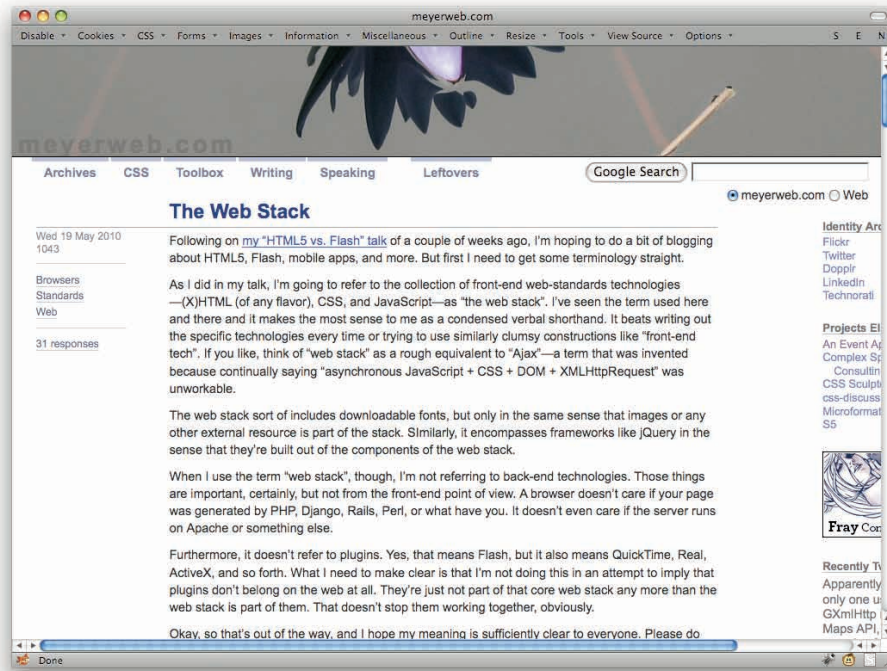 meyerweb.com
Disable Cookies CSS Forms Images Information Miscellaneous Outline Resize Tools View Source Options S E N
meyerweb.com
Archives CSS Toolbox Writing Speaking Leftovers Google Search
meyerweb.com Web
The Web Stack
Wed 19 May 2010
1043
Browsers
Standards
Web
31 responses
Following on my "HTML5 vs. Flash" talk of a couple of weeks ago, I'm hoping to do a bit of blogging
about HTML5, Flash, mobile apps, and more. But first I need to get some terminology straight.
As I did in my talk, I'm going to refer to the collection of front-end web-standards technologies
—(X)HTML (of any flavor), CSS, and JavaScript—as "the web stack". I've seen the term used here
and there and it makes the most sense to me as a condensed verbal shorthand. It beats writing out
the specific technologies every time or trying to use similarly clumsy constructions like "front-end
tech". If you like, think of "web stack" as a rough equivalent to "Ajax"—a term that was invented
because continually saying "asynchronous JavaScript + CSS + DOM + XMLHttpRequest" was
unworkable.
The web stack sort of includes downloadable fonts, but only in the same sense that images or any
other external resource is part of the stack. SImilarly, it encompasses frameworks like jQuery in the
sense that they're built out of the components of the web stack.
When I use the term "web stack", though, I'm not referring to back-end technologies. Those things
are important, certainly, but not from the front-end point of view. A browser doesn't care if your page
was generated by PHP, Django, Rails, Perl, or what have you. It doesn't even care if the server runs
on Apache or something else.
Furthermore, it doesn't refer to plugins. Yes, that means Flash, but it also means QuickTime, Real,
ActiveX, and so forth. What I need to make clear is that I'm not doing this in an attempt to imply that
plugins don't belong on the web at all. They're just not part of that core web stack any more than the
web stack is part of them. That doesn't stop them working together, obviously.
Okay, so that's out of the way, and I hope my meaning is sufficiently clear to everyone. Please do
Identity Arc
Flickr
Twitter
Dopplr
LinkedIn
Technorati
Projects El
An Event Ap
Complex Sp
Consultin
CSS Sculpt
css-discuss
Microformat
S5
Fray Con
Recently Tw
Apparently
only one u
GXmlHttp
Maps API,
Done